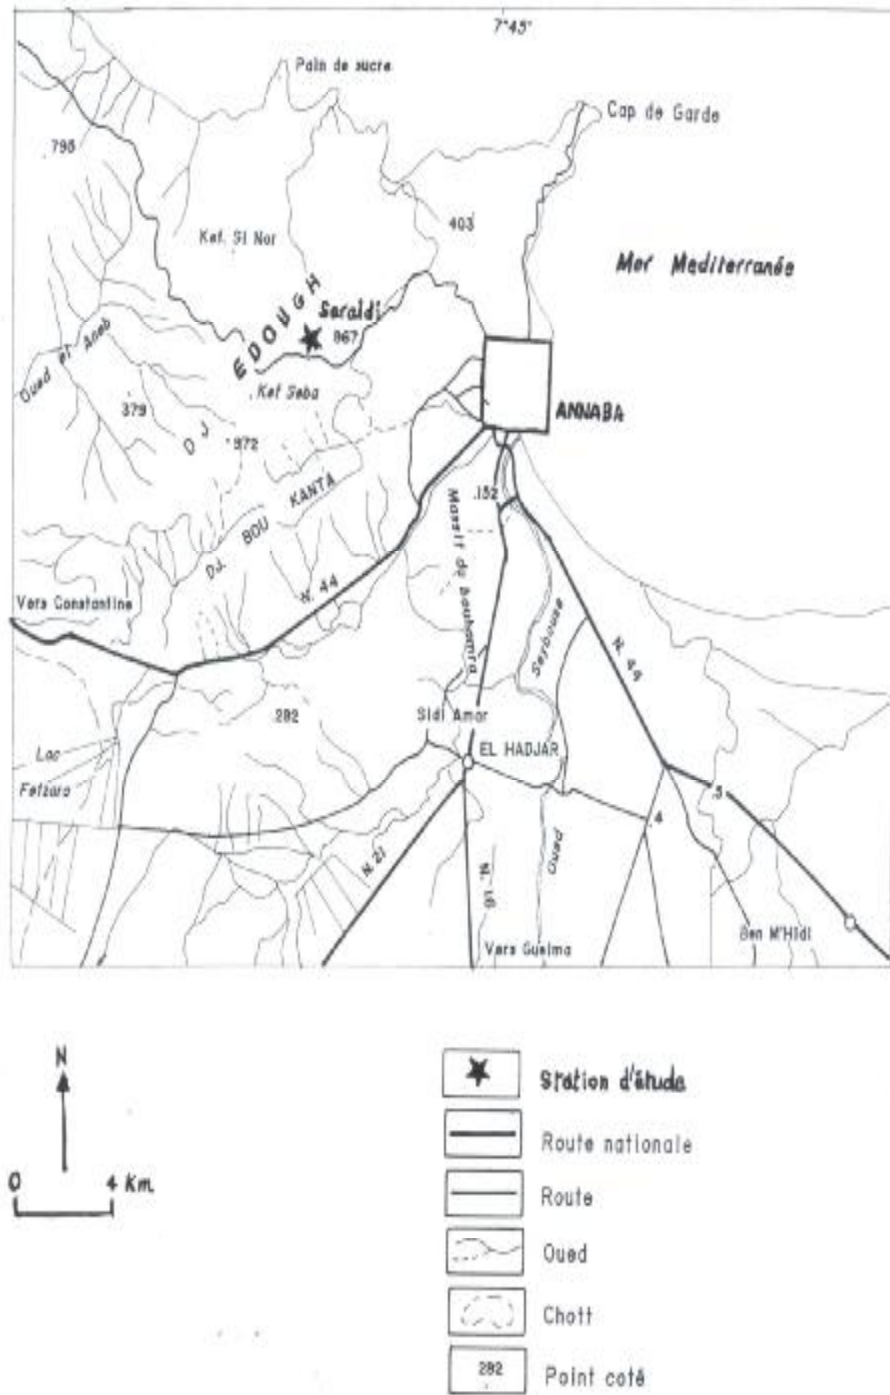 7°45'
Pain de sucre
Cap de Garde
795
403
Kef. Si Nor
Mer Mediterranée
EDOUGH
Seraïdi
867
Oued el Aneb
Kef Seba
ANNABA
379
DJ
972
.152
DJ. BOU KANTA
Massif du bouhamra
N. 44
Vers Constantine
Seybouse
N. 44
282
Sidi Amar
EL HADJAR
Lac
Fetzara
.5
.4
N. 21
Oued
N. 16
Ben M'Hidi
Vers Guelma
N
0 4 Km.
Station d'étude
Route nationale
Route
Oued
Chott
282
Point coté